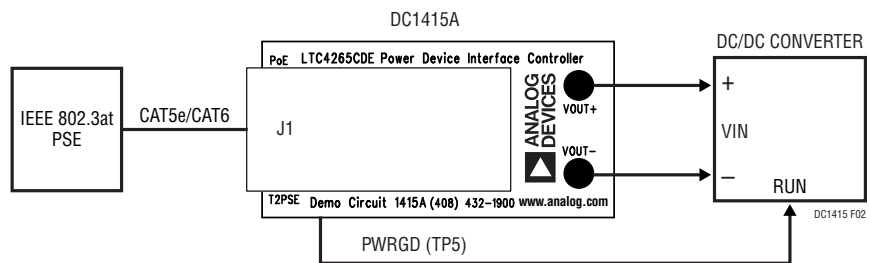 DC1415A
PoE LTC4265CDE Power Device Interface Controller
DC/DC CONVERTER
IEEE 802.3at
PSE
CAT5e/CAT6
J1
ANALOG
DEVICES
VOUT+
VOUT-
+
VIN
–
RUN
T2PSE Demo Circuit 1415A (408) 432-1900 www.analog.com
DC1415 F02
PWRGD (TP5)